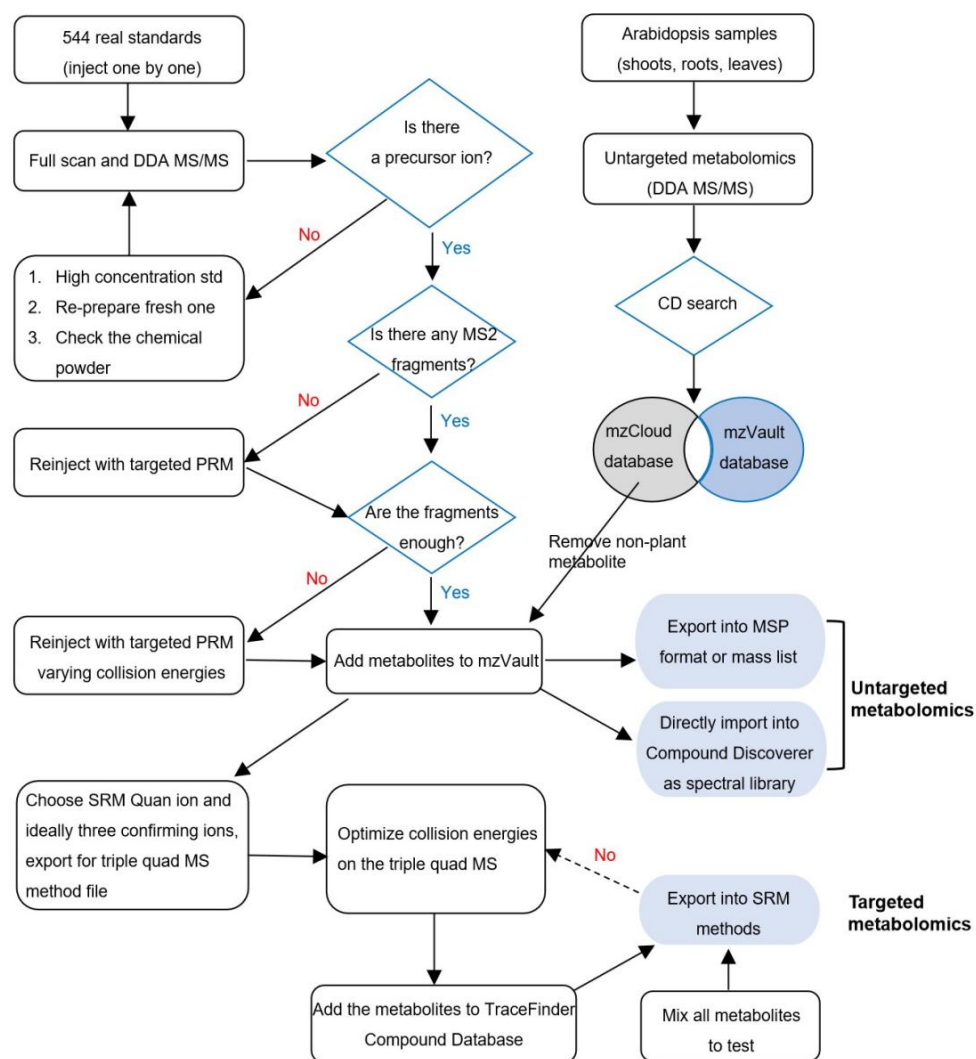 544 real standards
(inject one by one)
Arabidopsis samples
(shoots, roots, leaves)
Is there
a precursor ion?
Full scan and DDA MS/MS
Untargeted metabolomics
(DDA MS/MS)
No
Yes
1. High concentration std
2. Re-prepare fresh one
3. Check the chemical
powder
CD search
Is there any MS2
fragments?
No
Yes
mzCloud
database
mzVault
database
Reinject with targeted PRM
Are the fragments
enough?
Remove non-plant
metabolite
No
Yes
Reinject with targeted PRM
varying collision energies
Add metabolites to mzVault
Export into MSP
format or mass list
Untargeted
metabolomics
Directly import into
Compound Discoverer
as spectral library
Choose SRM Quan ion and
ideally three confirming ions,
export for triple quad MS
method file
Optimize collision energies
on the triple quad MS
No
Export into SRM
methods
Targeted
metabolomics
Add the metabolites to TraceFinder
Compound Database
Mix all metabolites
to test